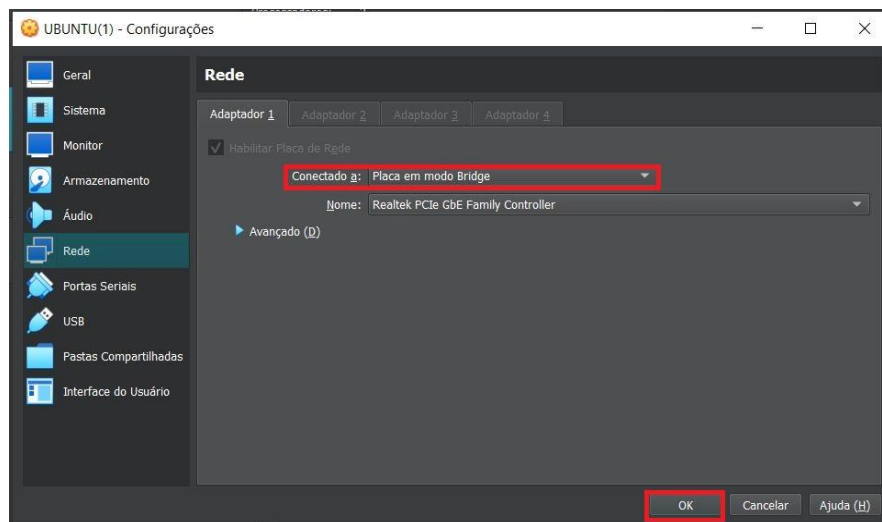 UBUNTU(1) - Configurações
Geral
Sistema
Monitor
Armazenamento
Áudio
Rede
Portas Seriais
USB
Pastas Compartilhadas
Interface do Usuário
Rede
Adaptador 1 Adaptador 2 Adaptador 3 Adaptador 4
Habilitar Placa de Rede
Conectado a: Placa em modo Bridge
Nome: Realtek PCIe GbE Family Controller
Avançado (D)
OK Cancelar Ajuda (H)